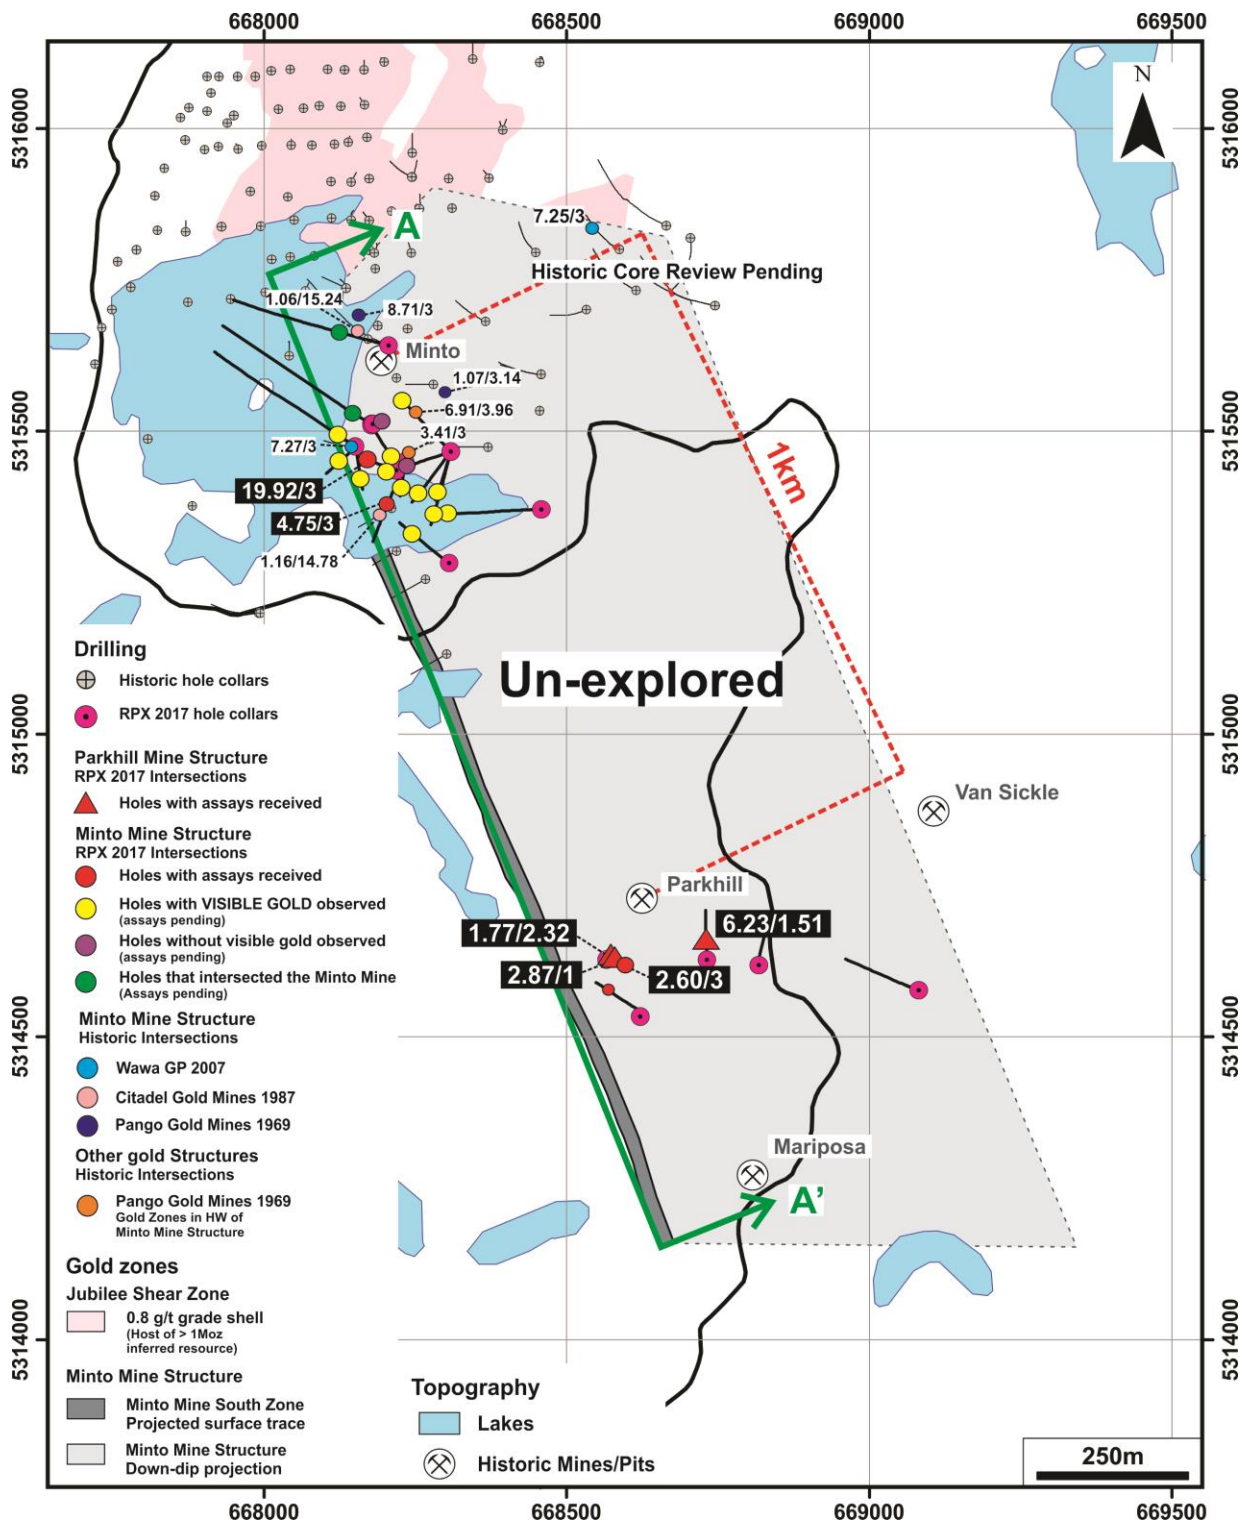 668000
668500
669000
669500
5316000
5316000
N
A
7.25/3
Historic Core Review Pending
1.06/15.24
8.71/3
Minto
1.07/3.14
6.91/3.96
3.41/3
5315500
5315500
7.27/3
1km
19.92/3
4.75/3
1.16/14.78
Un-explored
5315000
5315000
Van Sickle
Parkhill
1.77/2.32
6.23/1.51
2.87/1
2.60/3
5314500
5314500
Mariposa
A'
5314000
5314000
Drilling
Historic hole collars
RPX 2017 hole collars
Parkhill Mine Structure
RPX 2017 Intersections
Holes with assays received
Minto Mine Structure
RPX 2017 Intersections
Holes with assays received
Holes with VISIBLE GOLD observed
(assays pending)
Holes without visible gold observed
(assays pending)
Holes that intersected the Minto Mine
(Assays pending)
Minto Mine Structure
Historic Intersections
Wawa GP 2007
Citadel Gold Mines 1987
Pango Gold Mines 1969
Other gold Structures
Historic Intersections
Pango Gold Mines 1969
Gold Zones in HW of
Minto Mine Structure
Gold zones
Jubilee Shear Zone
0.8 g/t grade shell
(Host of > 1Moz
inferred resource)
Minto Mine Structure
Minto Mine South Zone
Projected surface trace
Minto Mine Structure
Down-dip projection
Topography
Lakes
Historic Mines/Pits
250m
668000
668500
669000
669500